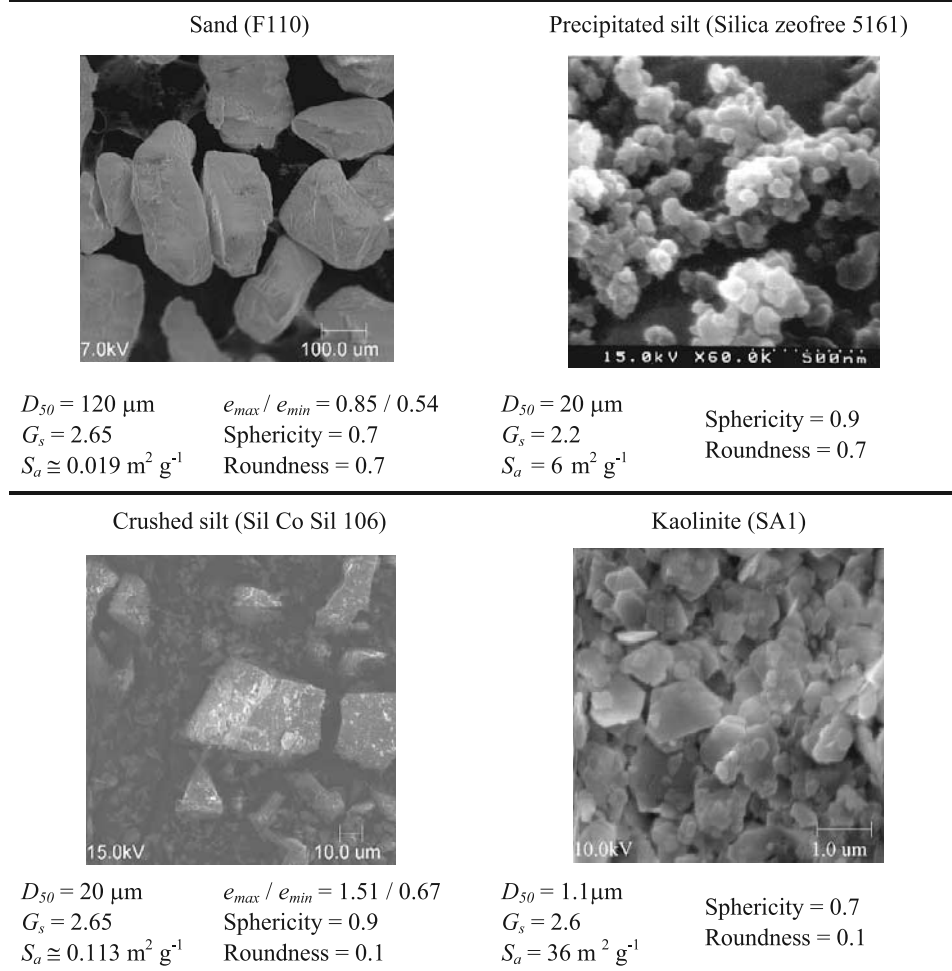 Sand (F110)
Precipitated silt (Silica zeofree 5161)
7.0kV 100.0 um
15.0kV X60.0K 500nm
D50 = 120 μm
Gs = 2.65
Sa ≅ 0.019 m² g⁻¹
emax / emin = 0.85 / 0.54
Sphericity = 0.7
Roundness = 0.7
D50 = 20 μm
Gs = 2.2
Sa = 6 m² g⁻¹
Sphericity = 0.9
Roundness = 0.7
Crushed silt (Sil Co Sil 106)
Kaolinite (SA1)
15.0kV 10.0 um
10.0kV 1.0 um
D50 = 20 μm
Gs = 2.65
Sa ≅ 0.113 m² g⁻¹
emax / emin = 1.51 / 0.67
Sphericity = 0.9
Roundness = 0.1
D50 = 1.1μm
Gs = 2.6
Sa = 36 m ² g⁻¹
Sphericity = 0.7
Roundness = 0.1